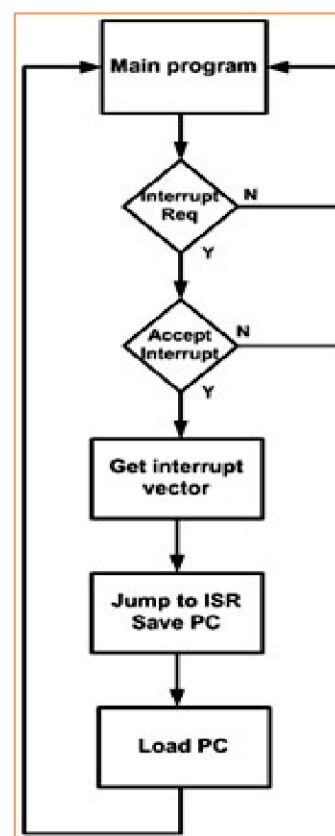 Main program
Interrupt
Req
N
Y
Accept
Interrupt
N
Y
Get interrupt
vector
Jump to ISR
Save PC
Load PC